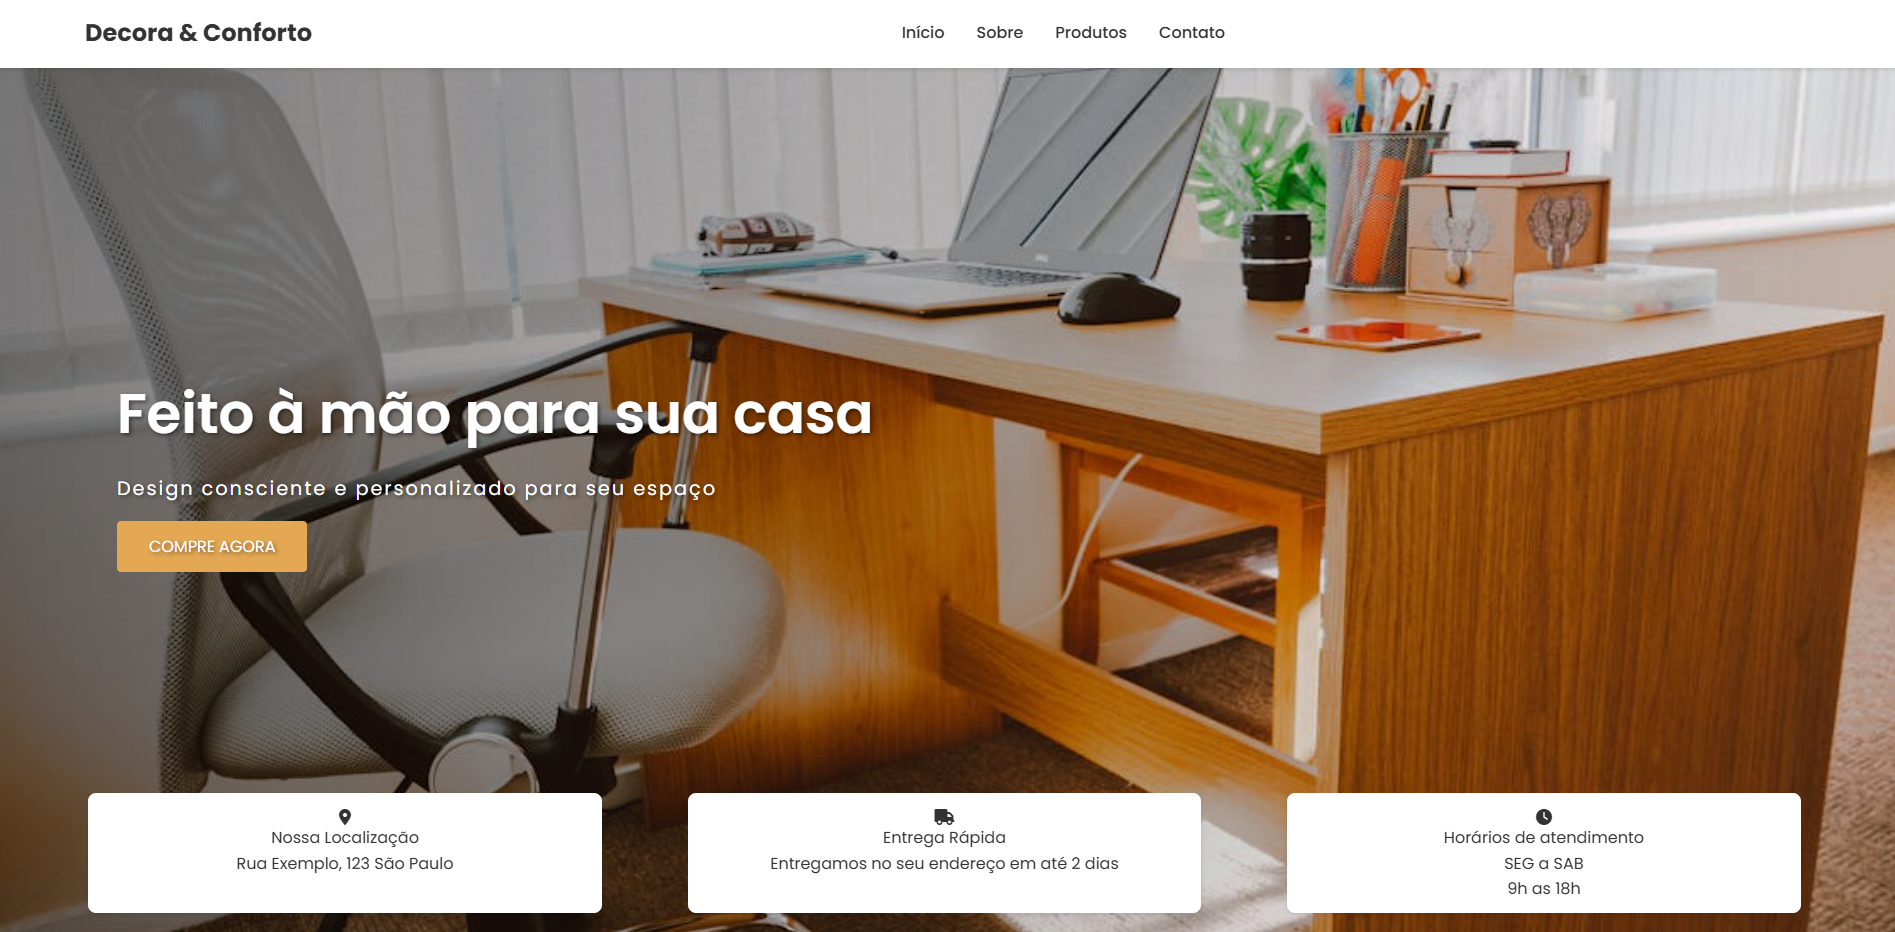 Decora & Conforto
Início
Sobre
Produtos
Contato
Feito à mão para sua casa
Design consciente e personalizado para seu espaço
COMPRE AGORA
Nossa Localização
Rua Exemplo, 123 São Paulo
Entrega Rápida
Entregamos no seu endereço em até 2 dias
Horários de atendimento
SEG a SAB
9h as 18h